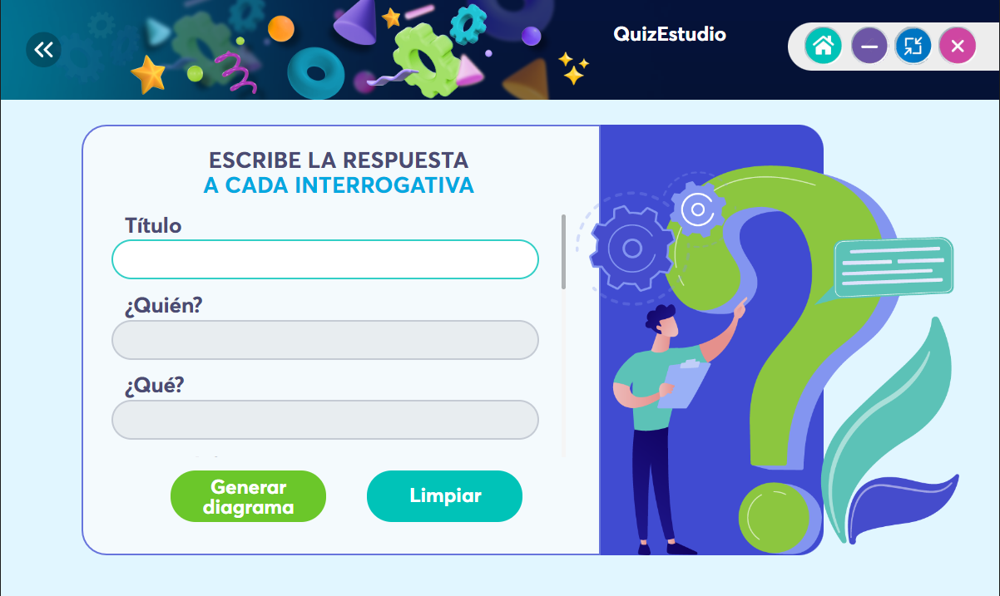 QuizEstudio
ESCRIBE LA RESPUESTA
A CADA INTERROGATIVA
Título
¿Quién?
¿Qué?
Generar
diagrama
Limpiar